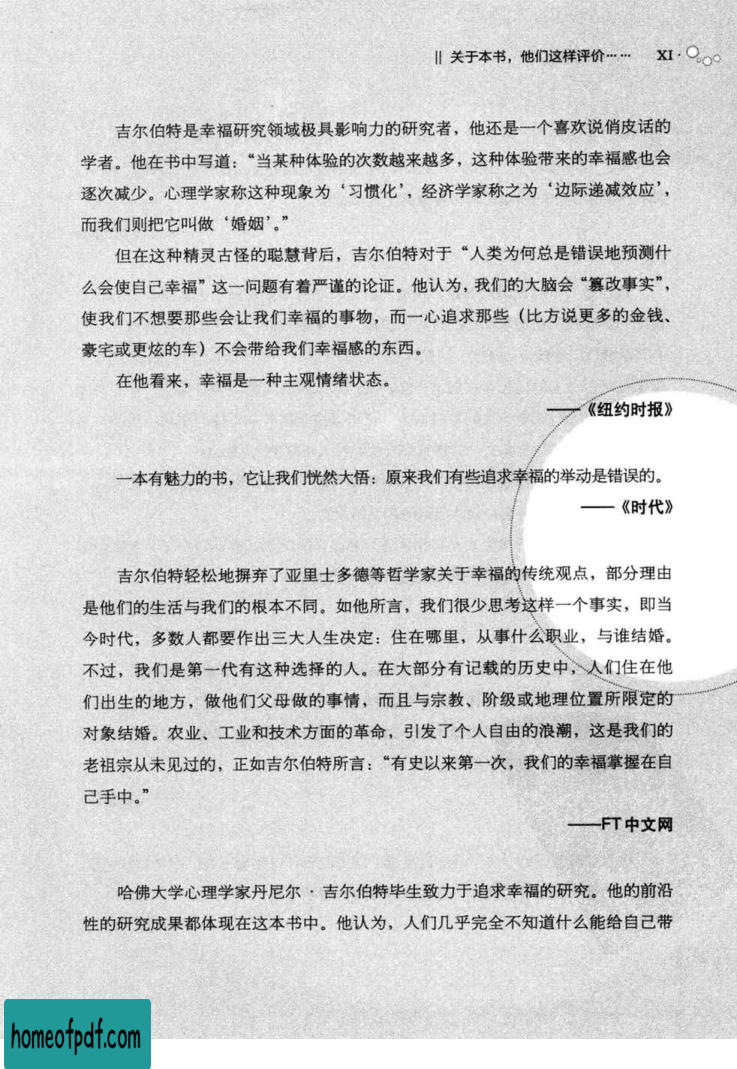 || 关于本书，他们这样评价…… XI ·
吉尔伯特是幸福研究领域极具影响力的研究者，他还是一个喜欢说俏皮话的
学者。他在书中写道：“当某种体验的次数越来越多，这种体验带来的幸福感也会
逐次减少。心理学家称这种现象为‘习惯化’，经济学家称之为‘边际递减效应’，
而我们则把它叫做‘婚姻’。”
但在这种精灵古怪的聪慧背后，吉尔伯特对于“人类为何总是错误地预测什
么会使自己幸福”这一问题有着严谨的论证。他认为，我们的大脑会“篡改事实”，
使我们不想要那些会让我们幸福的事物，而一心追求那些（比方说更多的金钱、
豪宅或更炫的车）不会带给我们幸福感的东西。
在他看来，幸福是一种主观情绪状态。
——《纽约时报》
一本有魅力的书，它让我们恍然大悟：原来我们有些追求幸福的举动是错误的。
——《时代》
吉尔伯特轻松地摒弃了亚里士多德等哲学家关于幸福的传统观点，部分理由
是他们的生活与我们的根本不同。如他所言，我们很少思考这样一个事实，即当
今时代，多数人都要作出三大人生决定：住在哪里，从事什么职业，与谁结婚。
不过，我们是第一代有这种选择的人。在大部分有记载的历史中，人们住在他
们出生的地方，做他们父母做的事情，而且与宗教、阶级或地理位置所限定的
对象结婚。农业、工业和技术方面的革命，引发了个人自由的浪潮，这是我们的
老祖宗从未见过的，正如吉尔伯特所言：“有史以来第一次，我们的幸福掌握在自
己手中。”
——FT中文网
哈佛大学心理学家丹尼尔·吉尔伯特毕生致力于追求幸福的研究。他的前沿
性的研究成果都体现在这本书中。他认为，人们几乎完全不知道什么能给自己带
homeofpdf.com